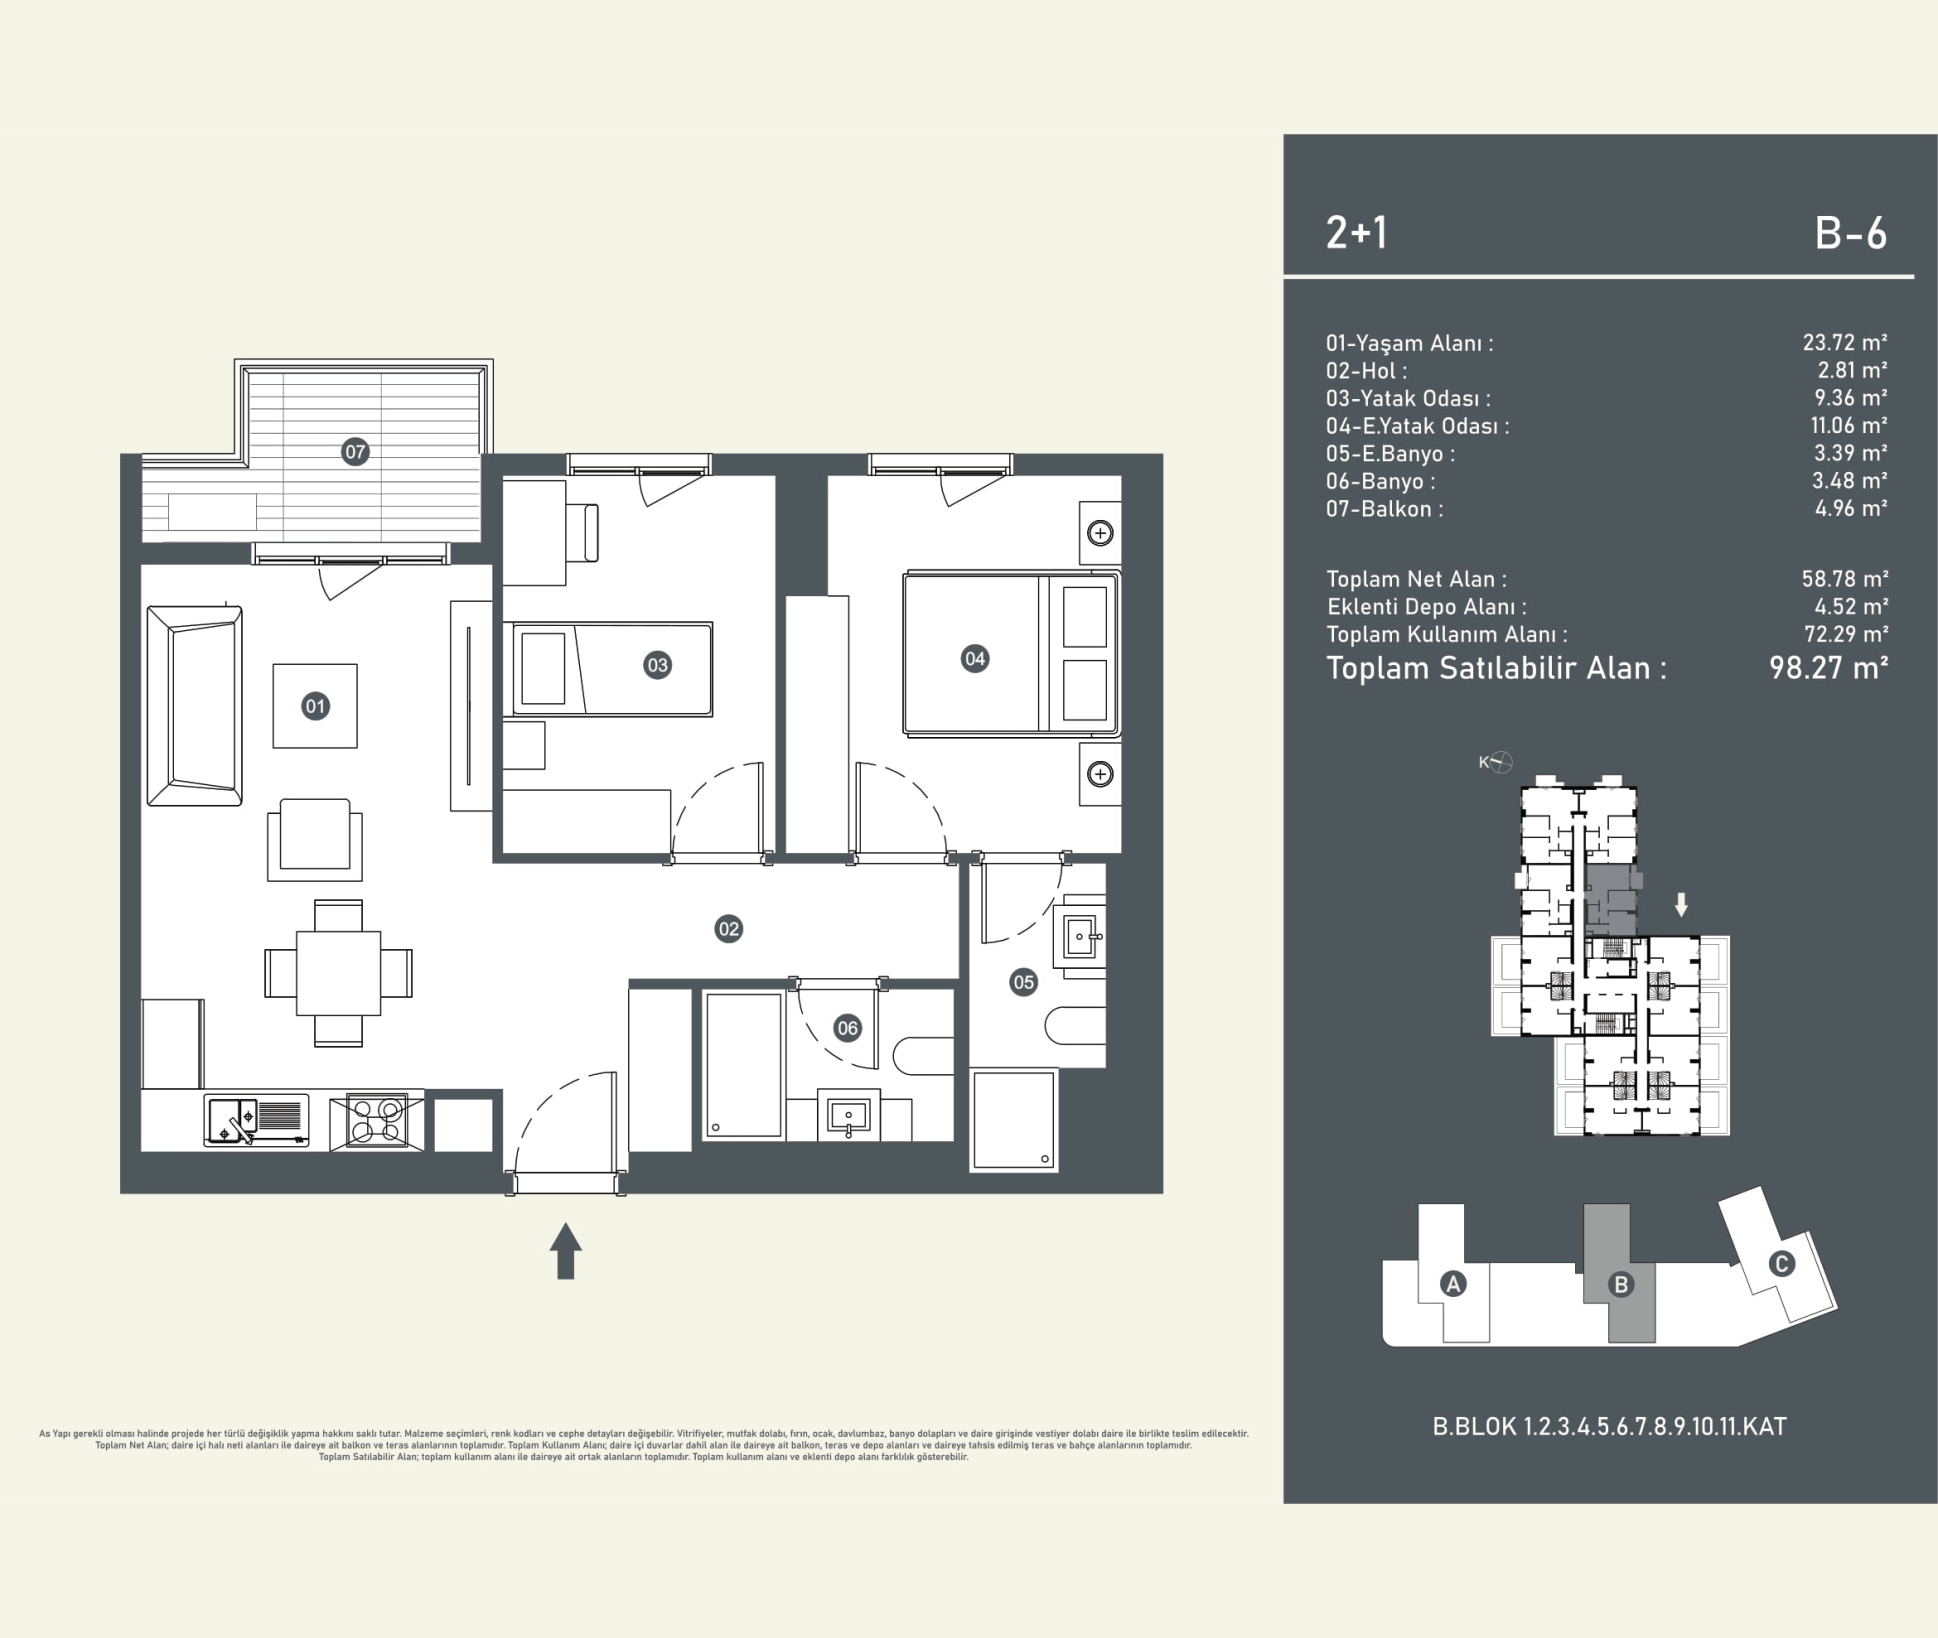 2+1 B-6
01-Yaşam Alanı : 23.72 m²
02-Hol : 2.81 m²
03-Yatak Odası : 9.36 m²
04-E.Yatak Odası : 11.06 m²
05-E.Banyo : 3.39 m²
06-Banyo : 3.48 m²
07-Balkon : 4.96 m²
Toplam Net Alan : 58.78 m²
Eklenti Depo Alanı : 4.52 m²
Toplam Kullanım Alanı : 72.29 m²
Toplam Satılabilir Alan : 98.27 m²
07
03
04
01
02
05
06
K
A
B
C
B.BLOK 1.2.3.4.5.6.7.8.9.10.11.KAT
As Yapı gerekli olması halinde projede her türlü değişiklik yapma hakkını saklı tutar. Malzeme seçimleri, renk kodları ve cephe detayları değişebilir. Vitrifiyeler, mutfak dolabı, fırın, ocak, davlumbaz, banyo dolapları ve daire girişinde vestiyer dolabı daire ile birlikte teslim edilecektir.
Toplam Net Alan; daire içi halı neti alanları ile daireye ait balkon ve teras alanlarının toplamıdır. Toplam Kullanım Alanı; daire içi duvarlar dahil alan ile daireye ait balkon, teras ve depo alanları ve daireye tahsis edilmiş teras ve bahçe alanlarının toplamıdır.
Toplam Satılabilir Alan; toplam kullanım alanı ile daireye ait ortak alanların toplamıdır. Toplam kullanım alanı ve eklenti depo alanı farklılık gösterebilir.